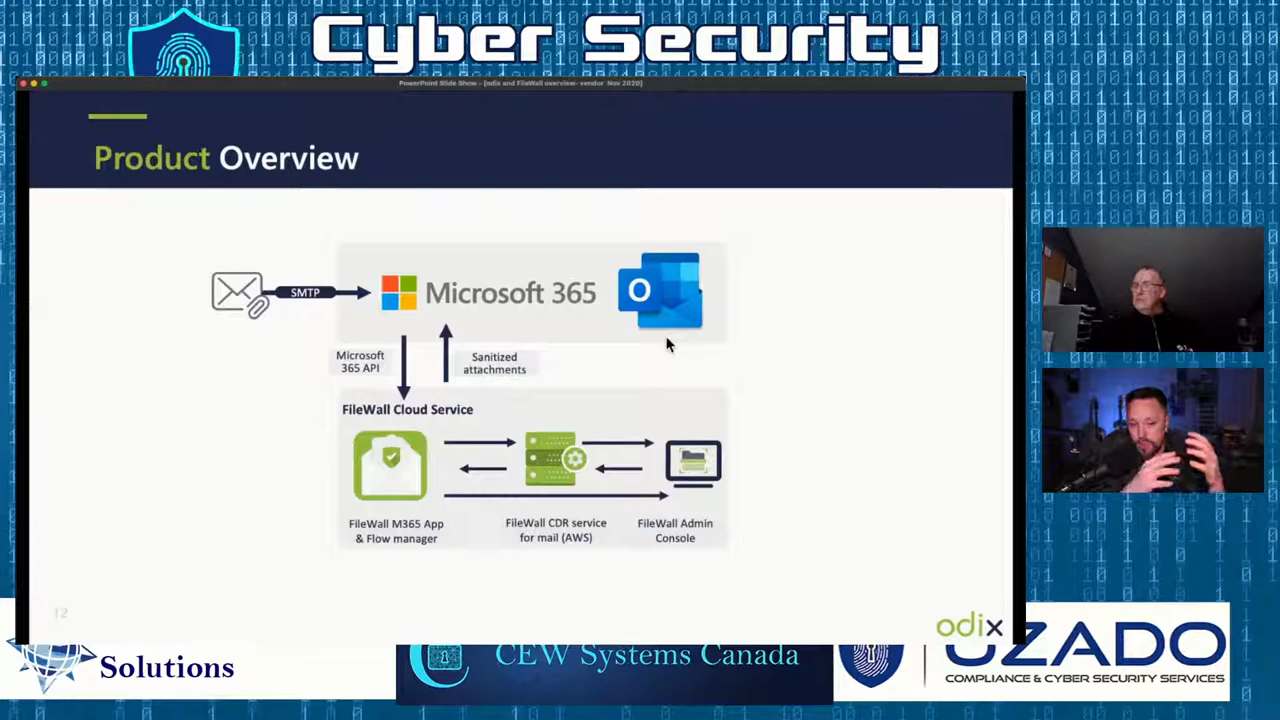 Cyber Security
PowerPoint Slide Show - [odix and FileWall overview- vendor Nov 2020]
Product Overview
SMTP
Microsoft 365
O
Microsoft
365 API
Sanitized
attachments
FileWall Cloud Service
FileWall M365 App
& Flow manager
FileWall CDR service
for mail (AWS)
FileWall Admin
Console
12
odix
Solutions
CEW Systems Canada
UZADO
COMPLIANCE & CYBER SECURITY SERVICES